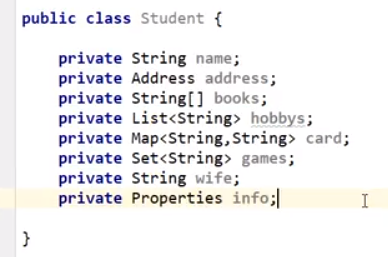 public class Student {
private String name;
private Address address;
private String[] books;
private List<String> hobbys;
private Map<String,String> card;
private Set<String> games;
private String wife;
private Properties info;
}